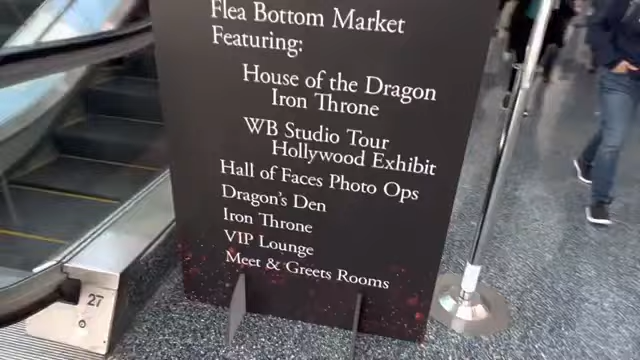 Flea Bottom Market
Featuring:
House of the Dragon
Iron Throne
WB Studio Tour
Hollywood Exhibit
Hall of Faces Photo Ops
Dragon's Den
Iron Throne
VIP Lounge
Meet & Greets Rooms
27